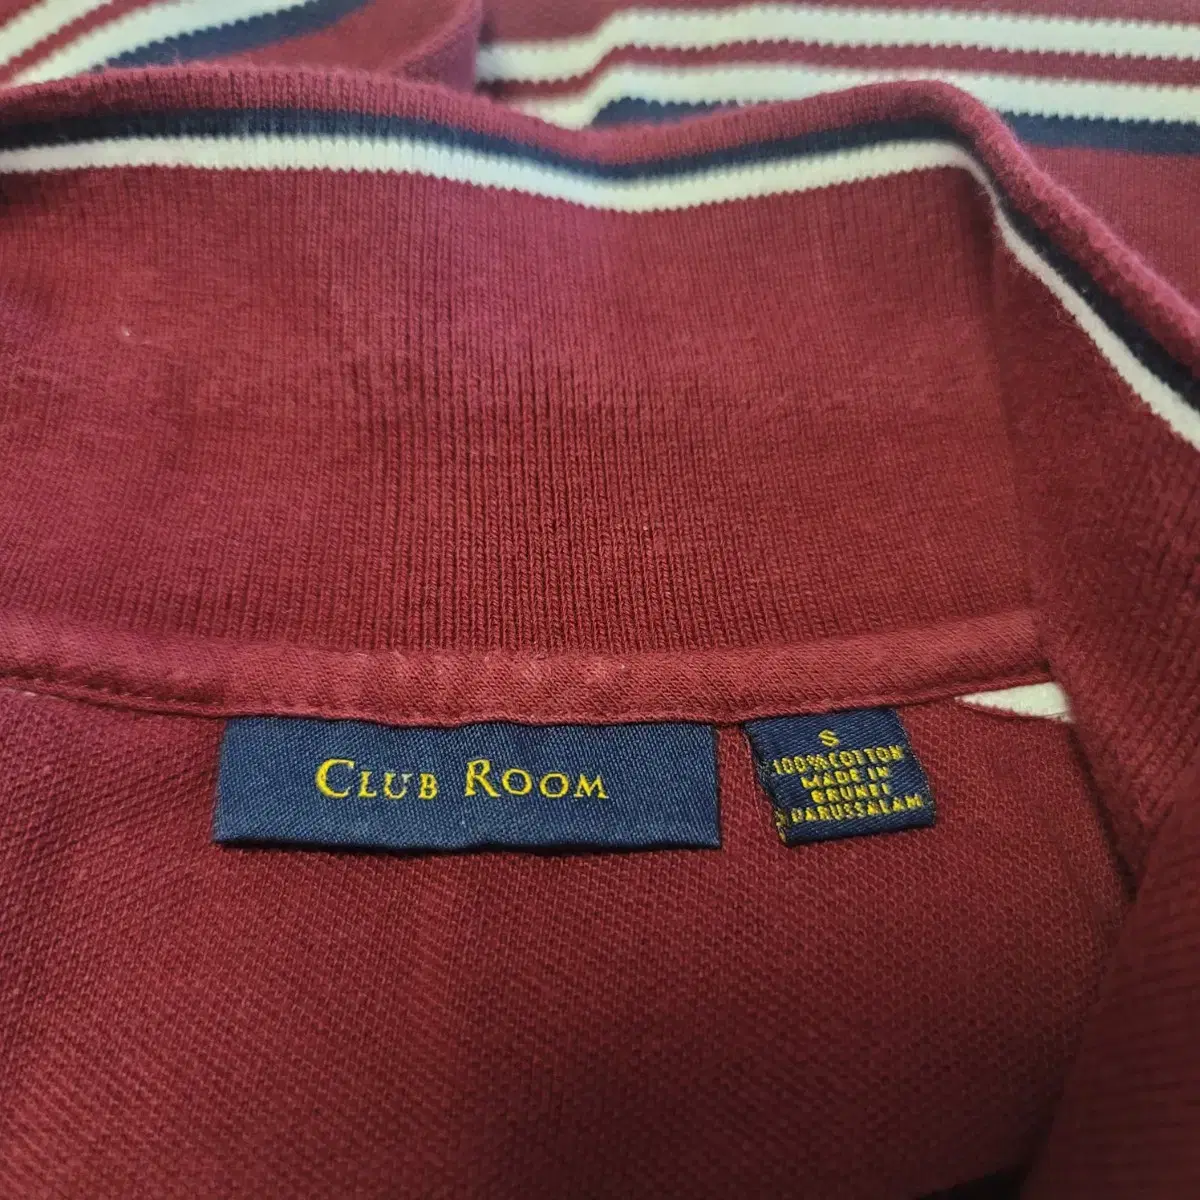 CLUB ROOM
S
100% COTTON
MADE IN
BRUNEI
DARUSSALAM